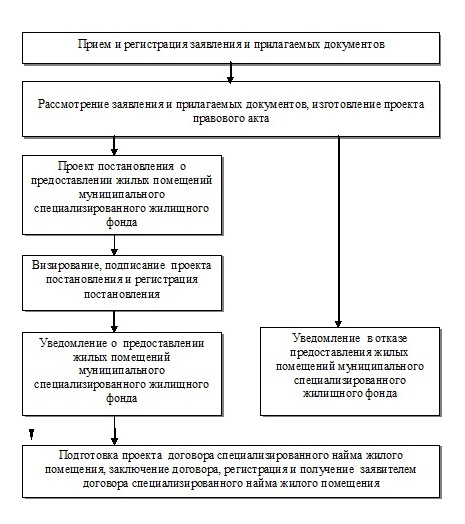 Прием и регистрация заявления и прилагаемых документов
Рассмотрение заявления и прилагаемых документов, изготовление проекта
правового акта
Проект постановления о
предоставлении жилых помещений
муниципального
специализированного жилищного
фонда
Визирование, подписание проекта
постановления и регистрация
постановления
Уведомление о предоставлении
жилых помещений
муниципального
специализированного жилищного
фонда
Уведомление в отказе
предоставления жилых
помещений муниципального
специализированного
жилищного фонда
Подготовка проекта договора специализированного найма жилого
помещения, заключение договора, регистрация и получение заявителем
договора специализированного найма жилого помещения